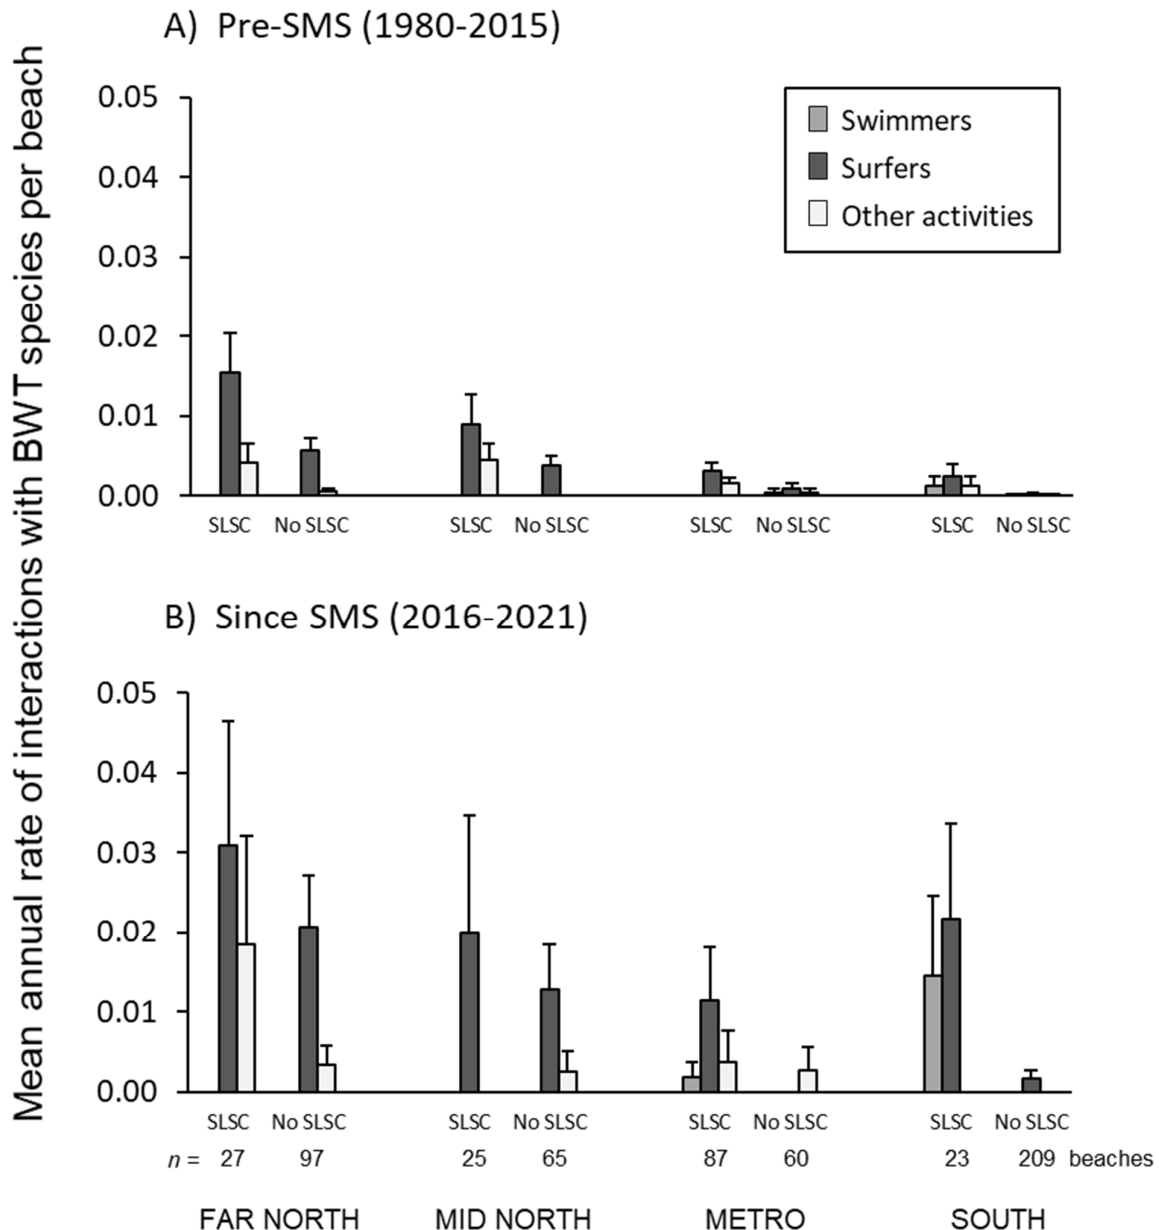 Mean annual rate of interactions with BWT species per beach
A) Pre-SMS (1980-2015)
0.05
0.04
0.03
0.02
0.01
0.00
Swimmers
Surfers
Other activities
SLSC No SLSC SLSC No SLSC SLSC No SLSC SLSC No SLSC
B) Since SMS (2016-2021)
0.05
0.04
0.03
0.02
0.01
0.00
SLSC No SLSC SLSC No SLSC SLSC No SLSC SLSC No SLSC
n = 27 97 25 65 87 60 23 209 beaches
FAR NORTH MID NORTH METRO SOUTH